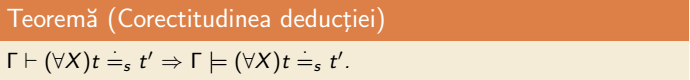 Teoremă (Corectitudinea deducției)
Γ ⊢ (∀X)t ≐ₛ t′ ⇒ Γ ⊨ (∀X)t ≐ₛ t′.